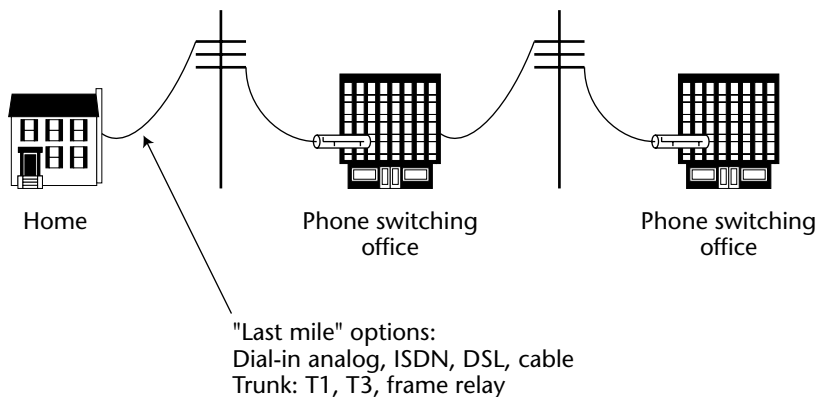 Home
Phone switching
office
Phone switching
office
"Last mile" options:
Dial-in analog, ISDN, DSL, cable
Trunk: T1, T3, frame relay